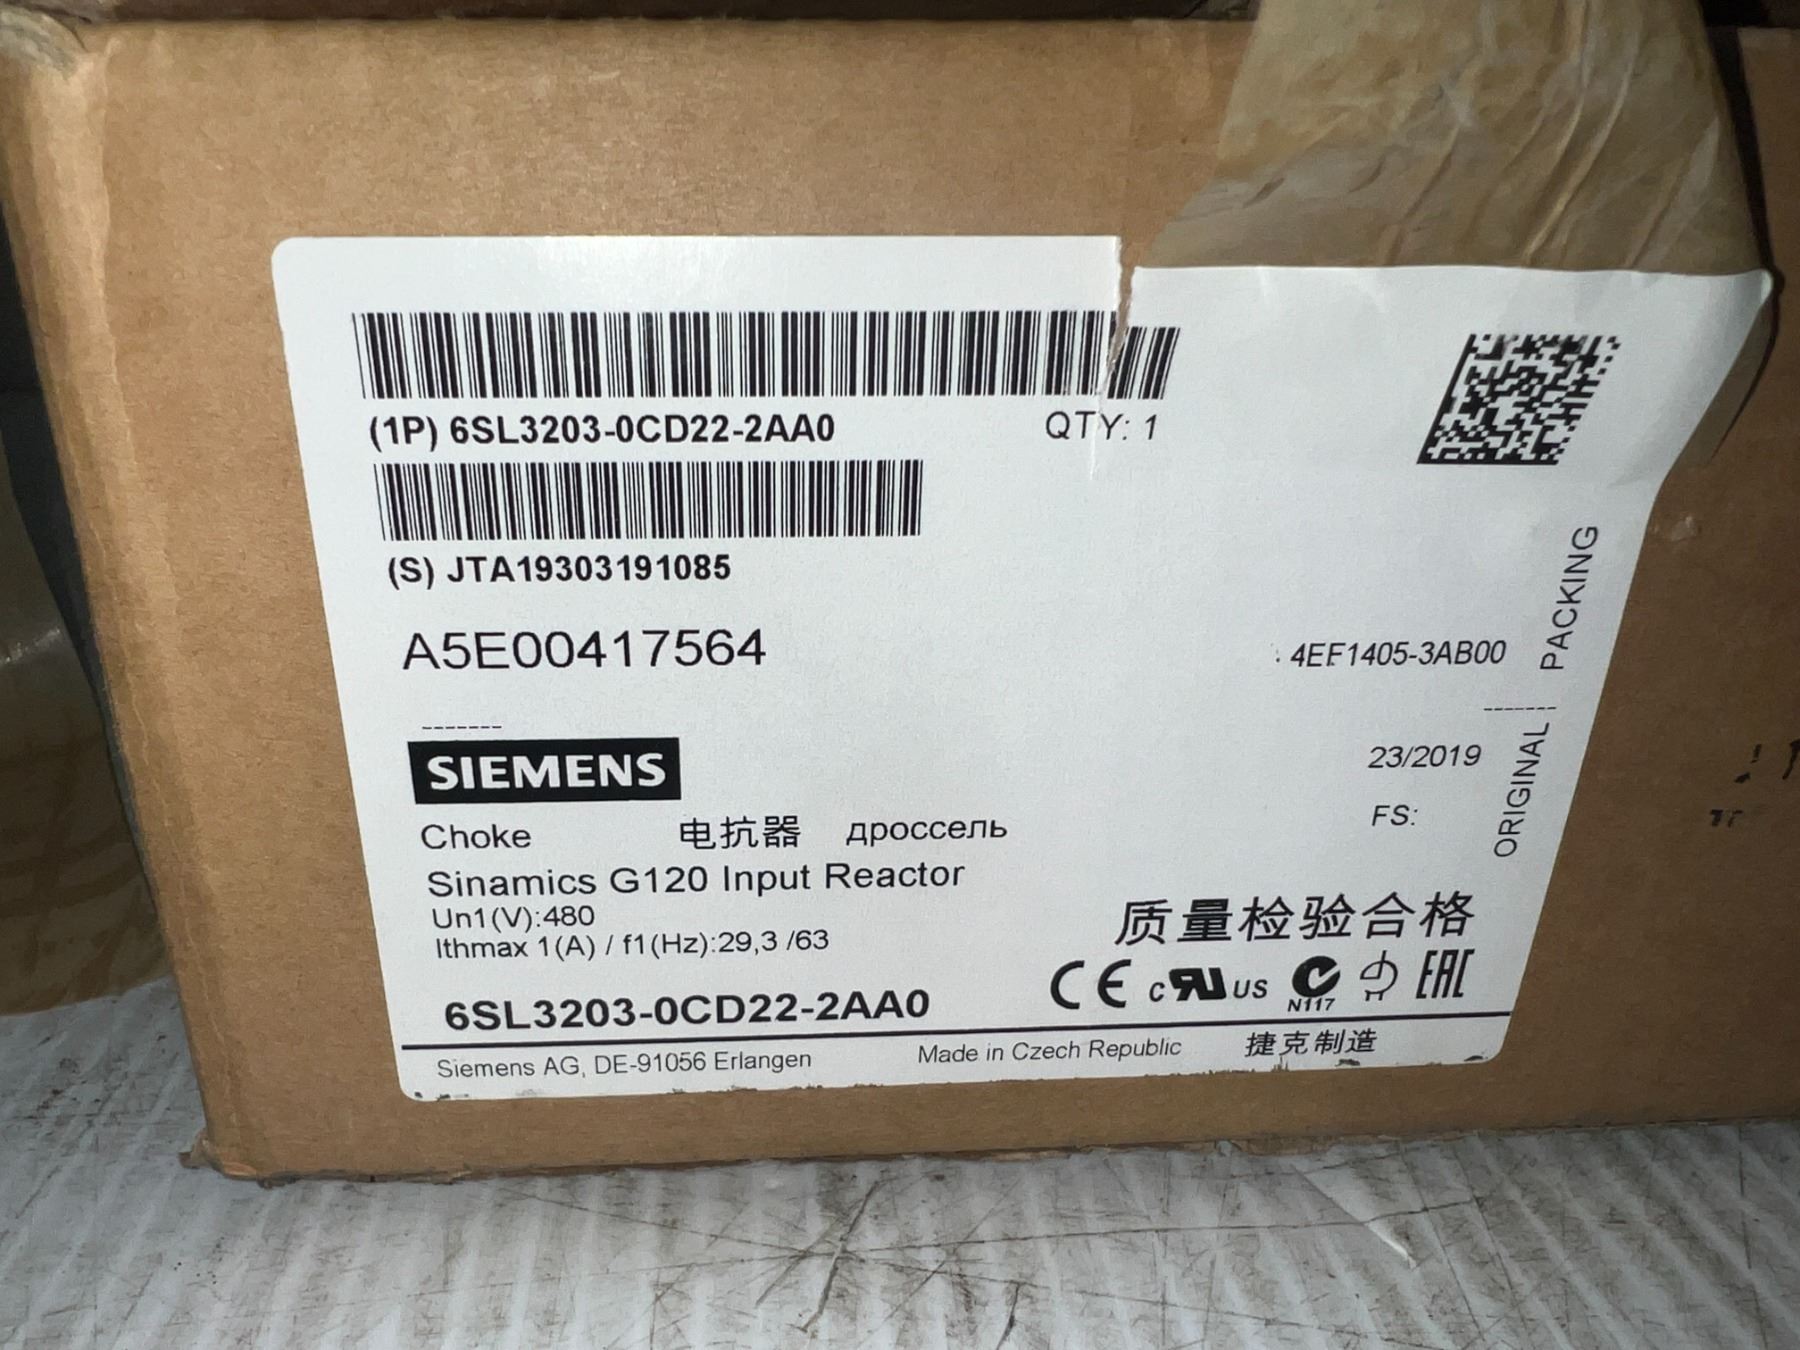 (1P) 6SL3203-0CD22-2AA0 QTY: 1
(S) JTA19303191085
A5E00417564
4EF1405-3AB00
ORIGINAL PACKING
SIEMENS
23/2019
FS:
Choke 电抗器 дроссель
Sinamics G120 Input Reactor
Un1(V):480
Ithmax 1(A) / f1(Hz):29,3 /63
质量检验合格
6SL3203-0CD22-2AA0
CE c RU US N117 EAC
Siemens AG, DE-91056 Erlangen Made in Czech Republic 捷克制造